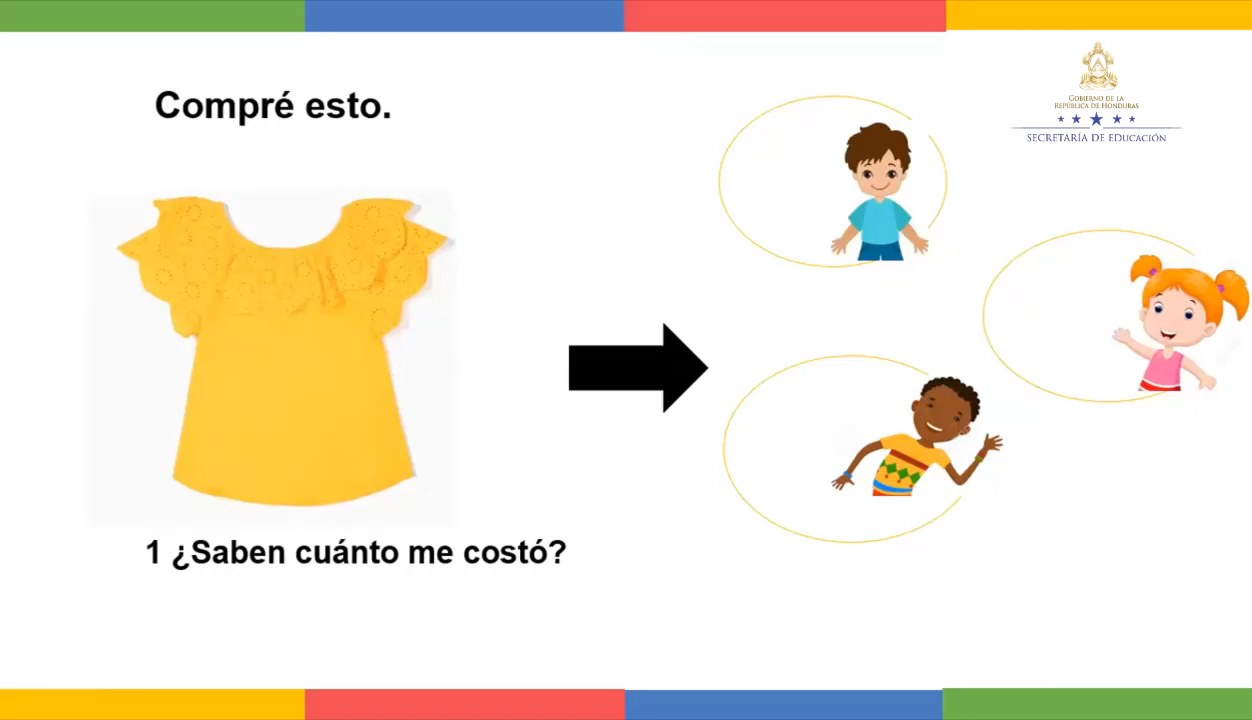 Compré esto.
GOBIERNO DE LA
REPÚBLICA DE HONDURAS
SECRETARÍA DE EDUCACIÓN
1 ¿Saben cuánto me costó?